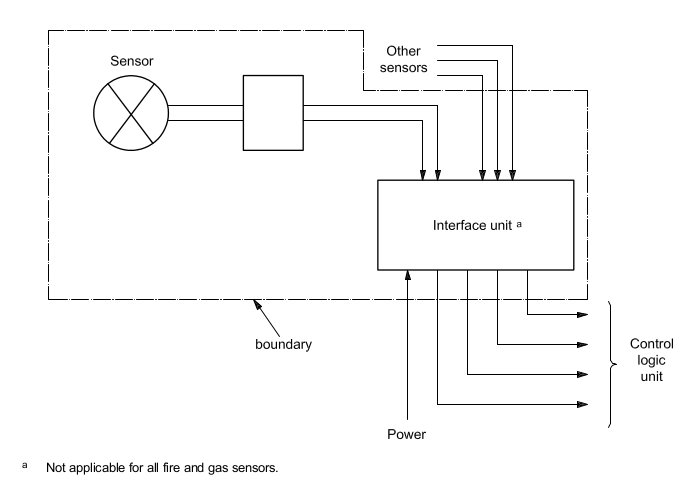 Sensor
Other
sensors
Interface unit a
boundary
Control
logic
unit
Power
a Not applicable for all fire and gas sensors.